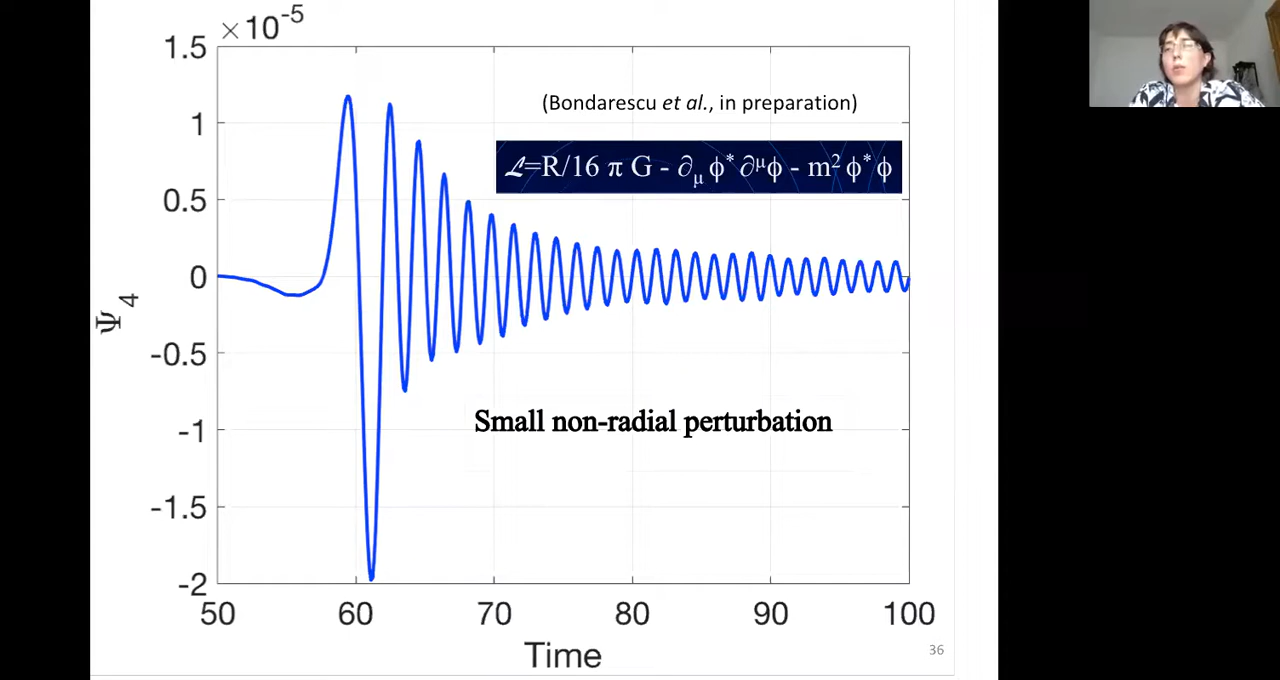 ×10⁻⁵
1.5
1
0.5
0
-0.5
-1
-1.5
-2
Ψ₄
(Bondarescu et al., in preparation)
ℒ=R/16 π G - ∂μ ϕ* ∂μϕ - m² ϕ* ϕ
Small non-radial perturbation
50 60 70 80 90 100
Time
36